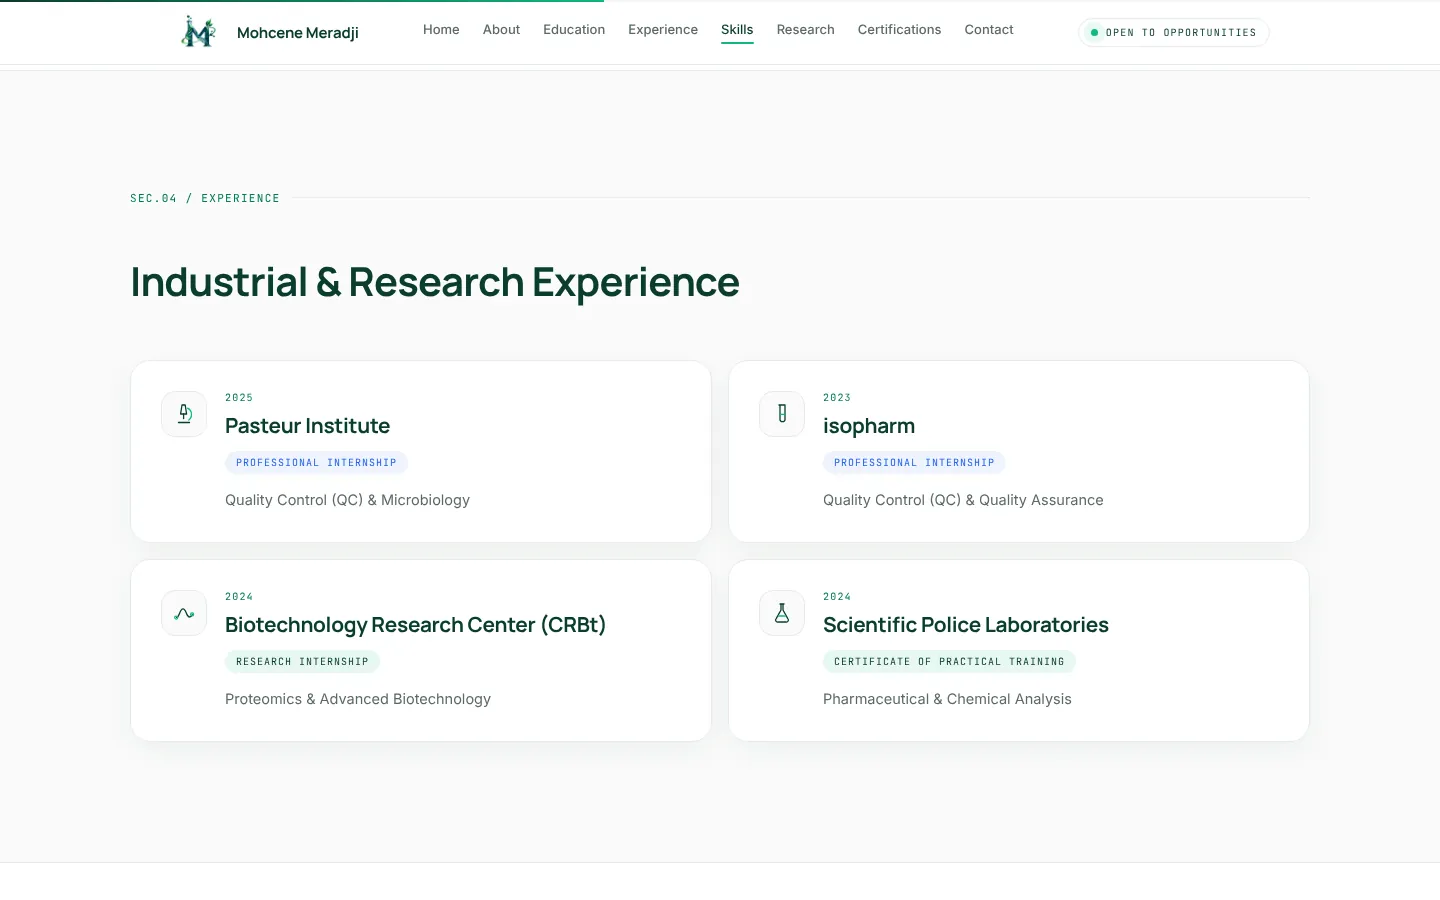 Mohcene Meradji
Home About Education Experience Skills Research Certifications Contact
OPEN TO OPPORTUNITIES
SEC.04 / EXPERIENCE
Industrial & Research Experience
2025
Pasteur Institute
PROFESSIONAL INTERNSHIP
Quality Control (QC) & Microbiology
2023
isopharm
PROFESSIONAL INTERNSHIP
Quality Control (QC) & Quality Assurance
2024
Biotechnology Research Center (CRBt)
RESEARCH INTERNSHIP
Proteomics & Advanced Biotechnology
2024
Scientific Police Laboratories
CERTIFICATE OF PRACTICAL TRAINING
Pharmaceutical & Chemical Analysis